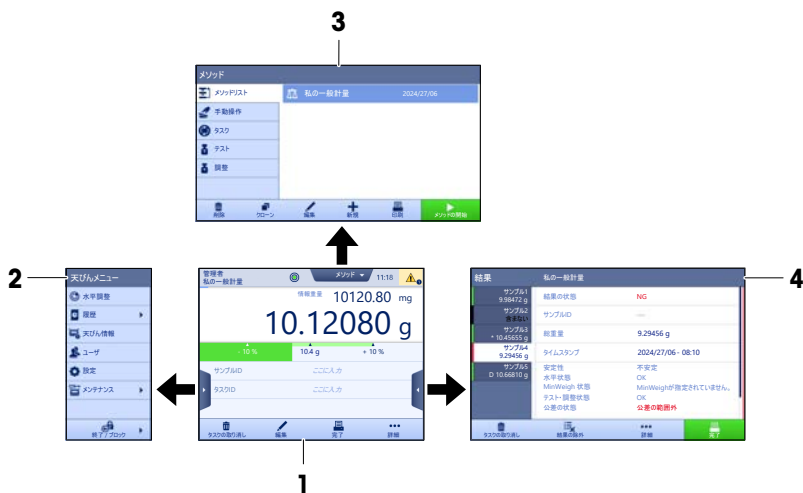 3
メソッド
メソッドリスト
私の一般計量 2024/27/06
手動操作
タスク
テスト
調整
削除 クローン 編集 新規 印刷 メソッドの開始
2
天びんメニュー
水平調整
履歴
天びん情報
ユーザ
設定
メンテナンス
終了 / ブロック
管理者
私の一般計量
メソッド 11:18
情報重量 10120.80 mg
10.12080 g
- 10 % 10.4 g + 10 %
サンプルID ここに入力
タスクID ここに入力
タスクの取り消し 編集 完了 詳細
1
4
結果 私の一般計量
サンプル1
9.98472 g
サンプル2
含まない
サンプル3
* 10.45655 g
サンプル4
9.29456 g
サンプル5
D 10.66810 g
結果の状態 NG
サンプルID ---
総重量 9.29456 g
タイムスタンプ 2024/27/06 - 08:10
安定性 不安定
水平状態 OK
MinWeigh 状態 MinWeighが指定されていません。
テスト・調整状態 OK
公差の状態 公差の範囲外
タスクの取り消し 結果の除外 詳細 完了